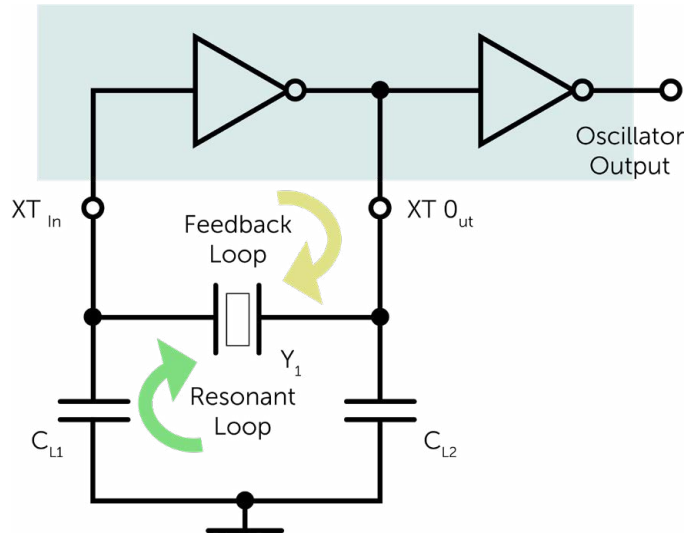 Oscillator
Output
XT In
XT 0ut
Feedback
Loop
Y1
Resonant
Loop
CL1
CL2